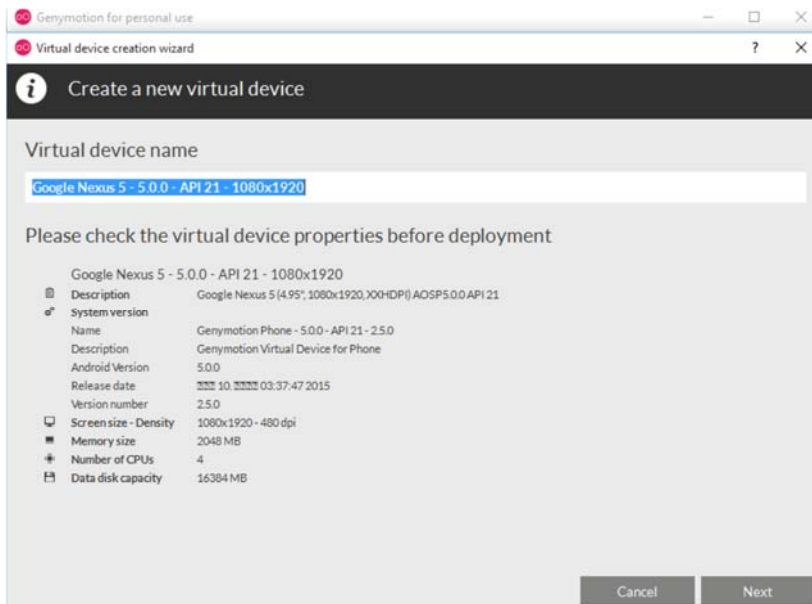 Genymotion for personal use
Virtual device creation wizard
Create a new virtual device
Virtual device name
Google Nexus 5 - 5.0.0 - API 21 - 1080x1920
Please check the virtual device properties before deployment
Google Nexus 5 - 5.0.0 - API 21 - 1080x1920
Description Google Nexus 5 (4.95", 1080x1920, XXHDPI) AOSP 5.0.0 API 21
System version
Name Genymotion Phone - 5.0.0 - API 21 - 2.5.0
Description Genymotion Virtual Device for Phone
Android Version 5.0.0
Release date 10. 03:37:47 2015
Version number 2.5.0
Screen size - Density 1080x1920 - 480 dpi
Memory size 2048 MB
Number of CPUs 4
Data disk capacity 16384 MB
Cancel Next